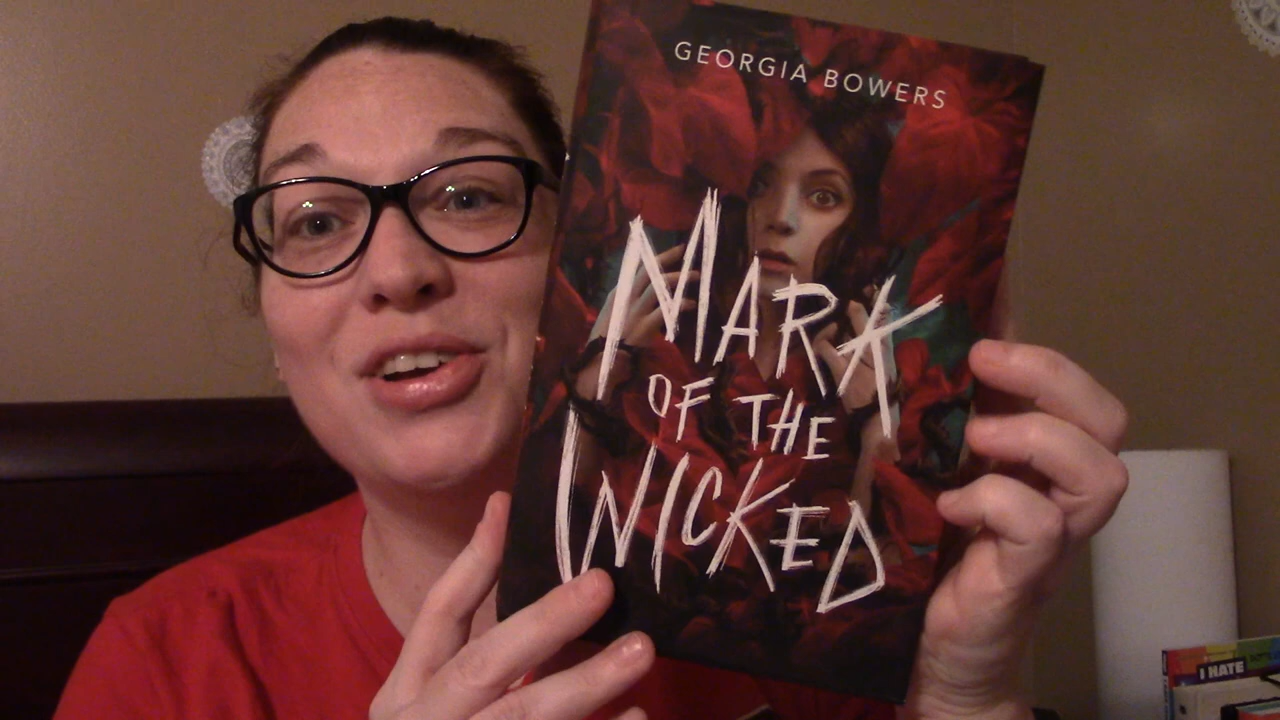 GEORGIA BOWERS
MARK
OF THE
WICKED
I HATE